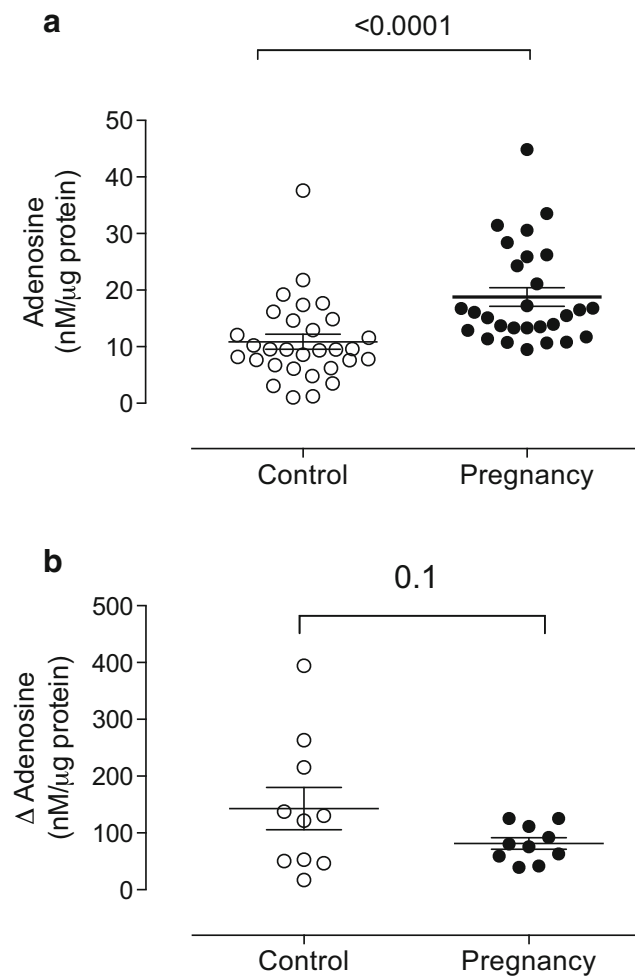 a
<0.0001
Adenosine
(nM/µg protein)
50
40
30
20
10
0
Control
Pregnancy
b
0.1
Δ Adenosine
(nM/µg protein)
500
400
300
200
100
0
Control
Pregnancy